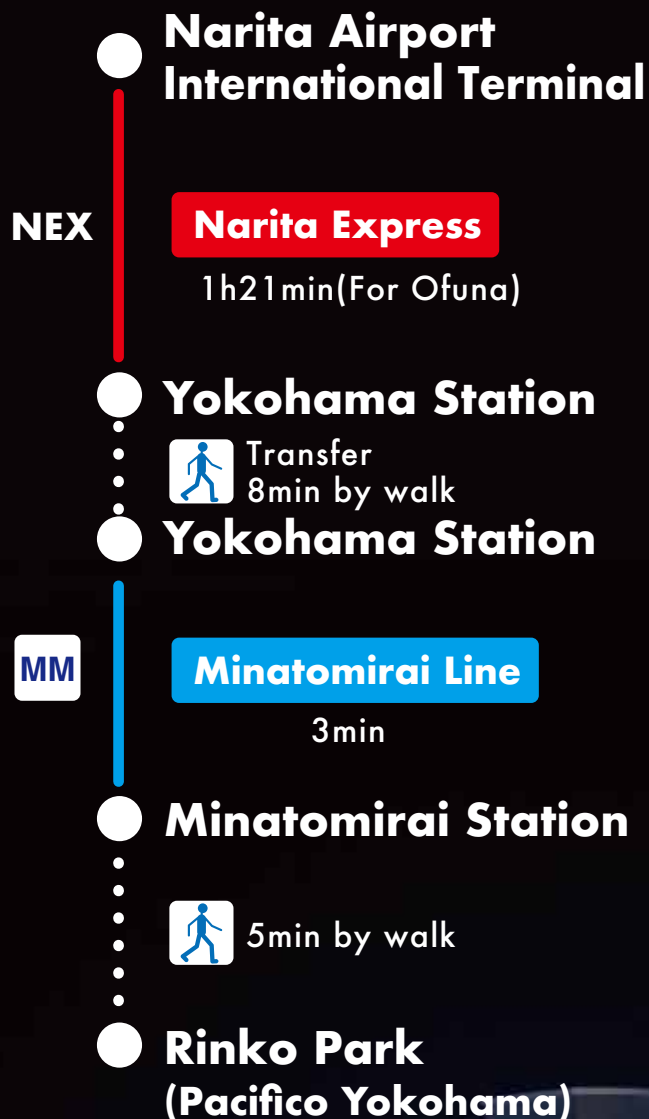 Narita Airport
International Terminal
NEX
Narita Express
1h21min(For Ofuna)
Yokohama Station
Transfer
8min by walk
Yokohama Station
MM
Minatomirai Line
3min
Minatomirai Station
5min by walk
Rinko Park
(Pacifico Yokohama)